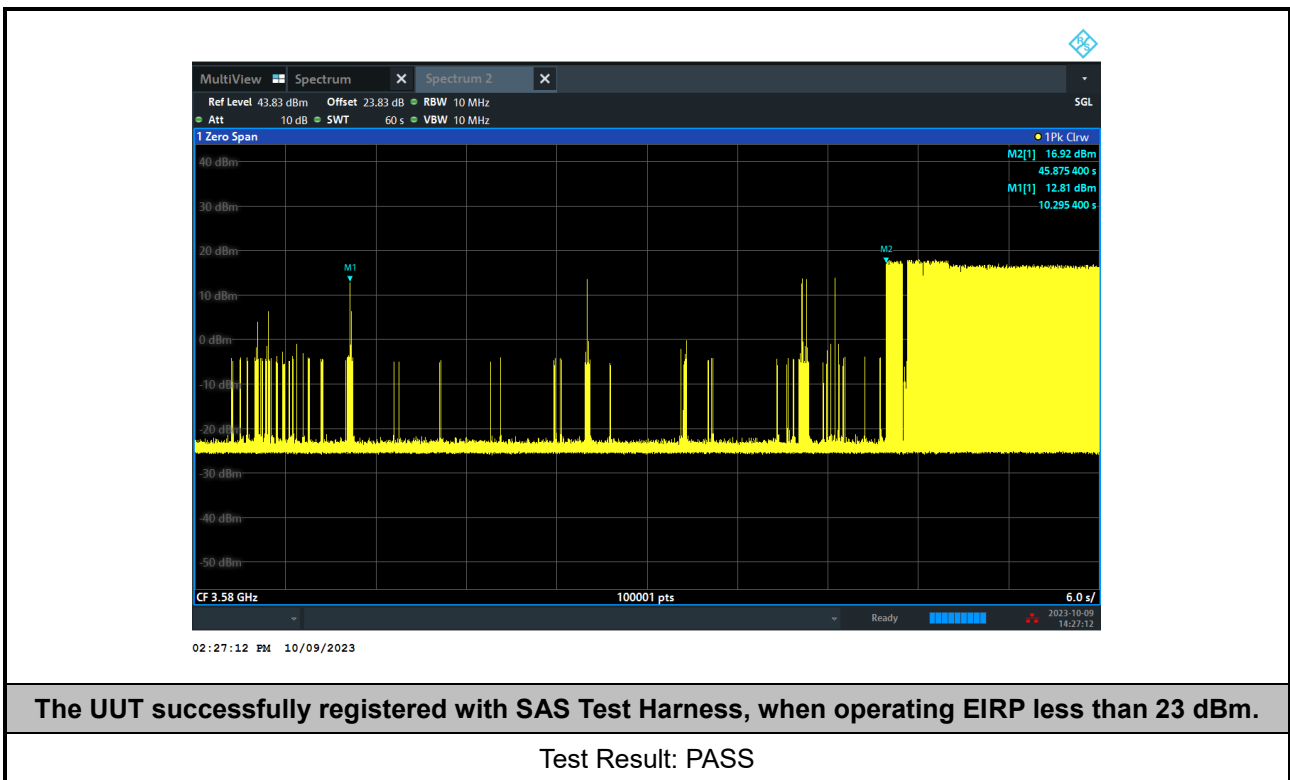 R S
MultiView Spectrum X Spectrum 2 X
Ref Level 43.83 dBm Offset 23.83 dB RBW 10 MHz SGL
Att 10 dB SWT 60 s VBW 10 MHz
1 Zero Span 1Pk Clrw
M2[1] 16.92 dBm
40 dBm
45.875 400 s
M1[1] 12.81 dBm
30 dBm 10.295 400 s
20 dBm M2
M1
10 dBm
0 dBm
-10 dBm
-20 dBm
-30 dBm
-40 dBm
-50 dBm
CF 3.58 GHz 100001 pts 6.0 s/
Ready 2023-10-09
14:27:12
02:27:12 PM 10/09/2023
The UUT successfully registered with SAS Test Harness, when operating EIRP less than 23 dBm.
Test Result: PASS